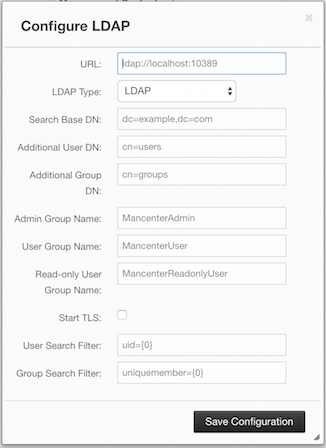 Configure LDAP
URL: ldap://localhost:10389
LDAP Type: LDAP
Search Base DN: dc=example,dc=com
Additional User DN: cn=users
Additional Group DN: cn=groups
Admin Group Name: MancenterAdmin
User Group Name: MancenterUser
Read-only User Group Name: MancenterReadonlyUser
Start TLS:
User Search Filter: uid={0}
Group Search Filter: uniquemember={0}
Save Configuration